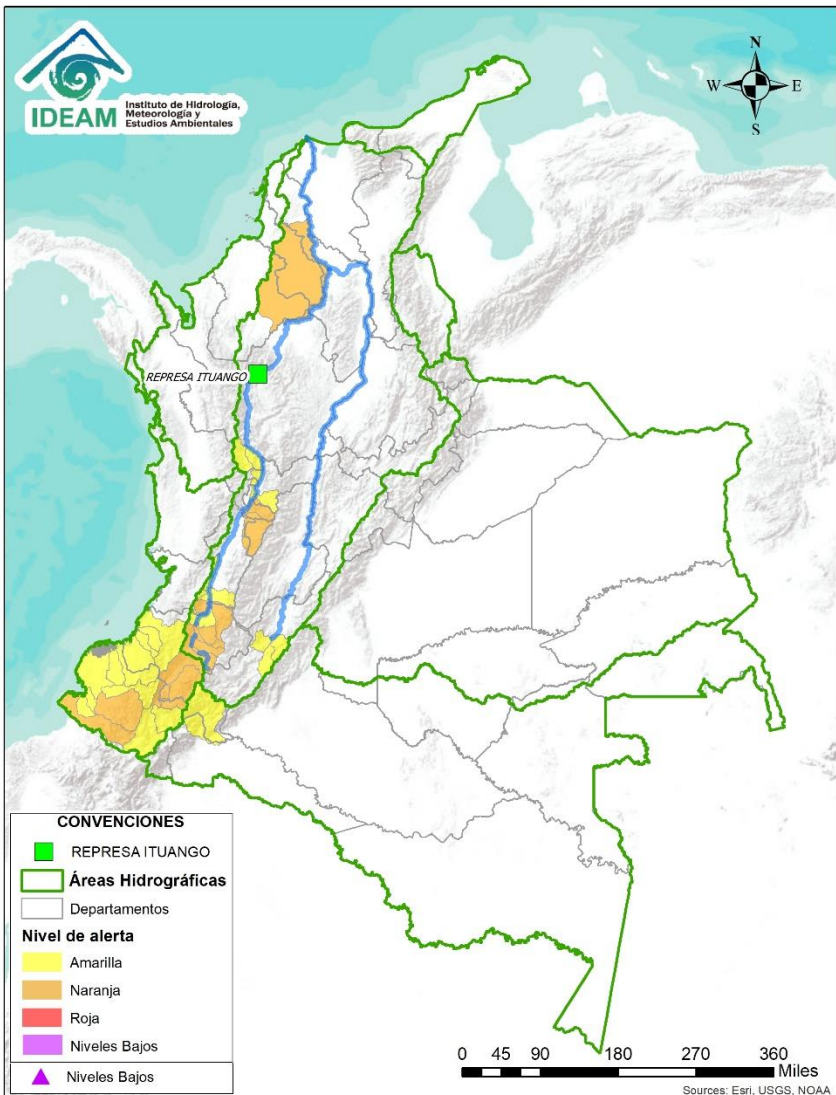 IDEAM
Instituto de Hidrología,
Meteorología y
Estudios Ambientales
N
W E
S
REPRESA ITUANGO
CONVENCIONES
REPRESA ITUANGO
Áreas Hidrográficas
Departamentos
Nivel de alerta
Amarilla
Naranja
Roja
Niveles Bajos
Niveles Bajos
0 45 90 180 270 360
Miles
Sources: Esri, USGS, NOAA